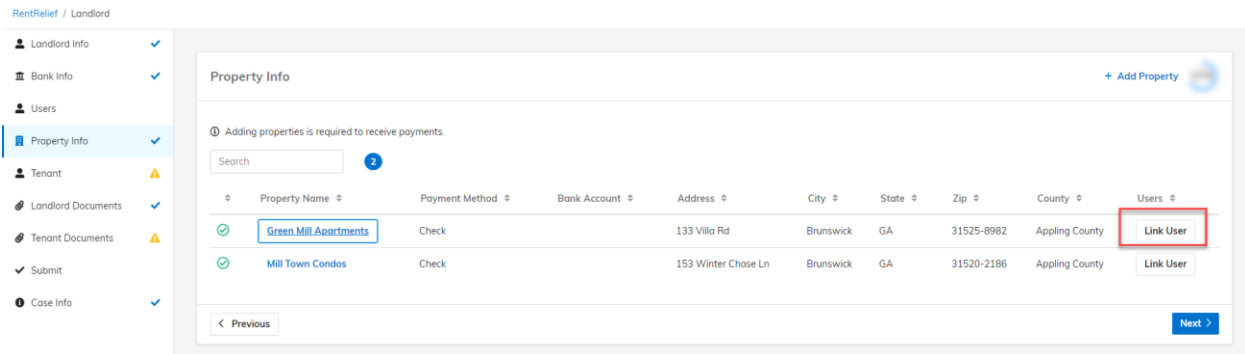 RentRelief / Landlord
Landlord Info
Bank Info
Users
Property Info
Tenant
Landlord Documents
Tenant Documents
Submit
Case Info
Property Info
+ Add Property
Adding properties is required to receive payments.
Search 2
Property Name Payment Method Bank Account Address City State Zip County Users
Green Mill Apartments Check 133 Villa Rd Brunswick GA 31525-8982 Appling County Link User
Mill Town Condos Check 153 Winter Chase Ln Brunswick GA 31520-2186 Appling County Link User
< Previous Next >